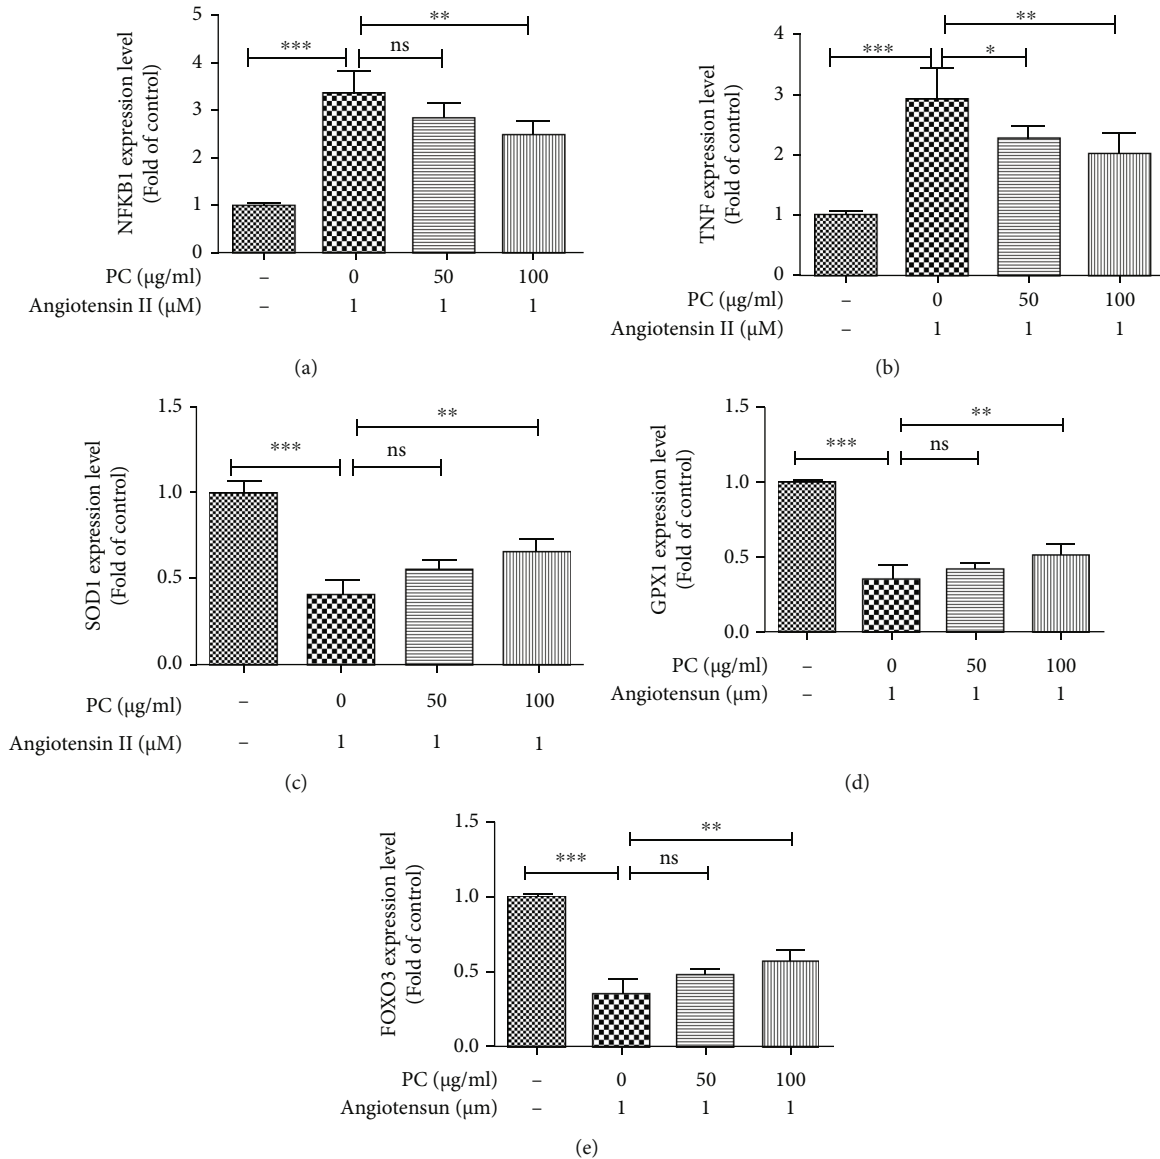 NFKB1 expression level
(Fold of control)
5
4
3
2
1
0
***
**
ns
PC (μg/ml) – 0 50 100
Angiotensin II (μM) – 1 1 1
(a)
TNF expression level
(Fold of control)
4
3
2
1
0
***
**
*
PC (μg/ml) – 0 50 100
Angiotensin II (μM) – 1 1 1
(b)
SOD1 expression level
(Fold of control)
1.5
1.0
0.5
0.0
***
**
ns
PC (μg/ml) – 0 50 100
Angiotensin II (μM) – 1 1 1
(c)
GPX1 expression level
(Fold of control)
1.5
1.0
0.5
0.0
***
**
ns
PC (μg/ml) – 0 50 100
Angiotensun (μm) – 1 1 1
(d)
FOXO3 expression level
(Fold of control)
1.5
1.0
0.5
0.0
***
**
ns
PC (μg/ml) – 0 50 100
Angiotensun (μm) – 1 1 1
(e)